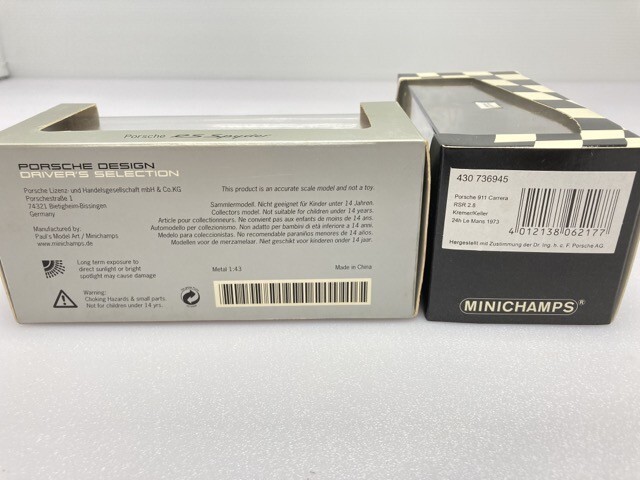 Porsche RS Spyder
PORSCHE DESIGN
DRIVER'S SELECTION
Porsche Lizenz- und Handelsgesellschaft mbH & Co.KG
Porschestraße 1
74321 Bietigheim-Bissingen
Germany
Manufactured by:
Paul's Model Art / Minichamps
www.minichamps.de
Long term exposure to
direct sunlight or bright
spotlight may cause damage
Warning:
Choking Hazards & small parts.
Not for children under 14 yrs.
This product is an accurate scale model and not a toy.
Sammlermodell. Nicht geeignet für Kinder unter 14 Jahren.
Collectors model. Not suitable for children under 14 years.
Article pour collectionneurs. Ne convient pas aux enfants de moins de 14 ans.
Automodello per collezionismo. Non adatto per bambini di età inferiore a 14 anni.
Modelo de coleccionismo. No recomendable para niños menores de 14 años.
Modellen voor de verzamelaar. Niet geschikt voor kinderen onder 14 jaar.
Metal 1:43
Made in China
430 736945
Porsche 911 Carrera
RSR 2.8
Kremer/Keller
24h Le Mans 1973
4 012138 062177
Hergestellt mit Zustimmung der Dr. Ing. h. c. F. Porsche AG
MINICHAMPS®